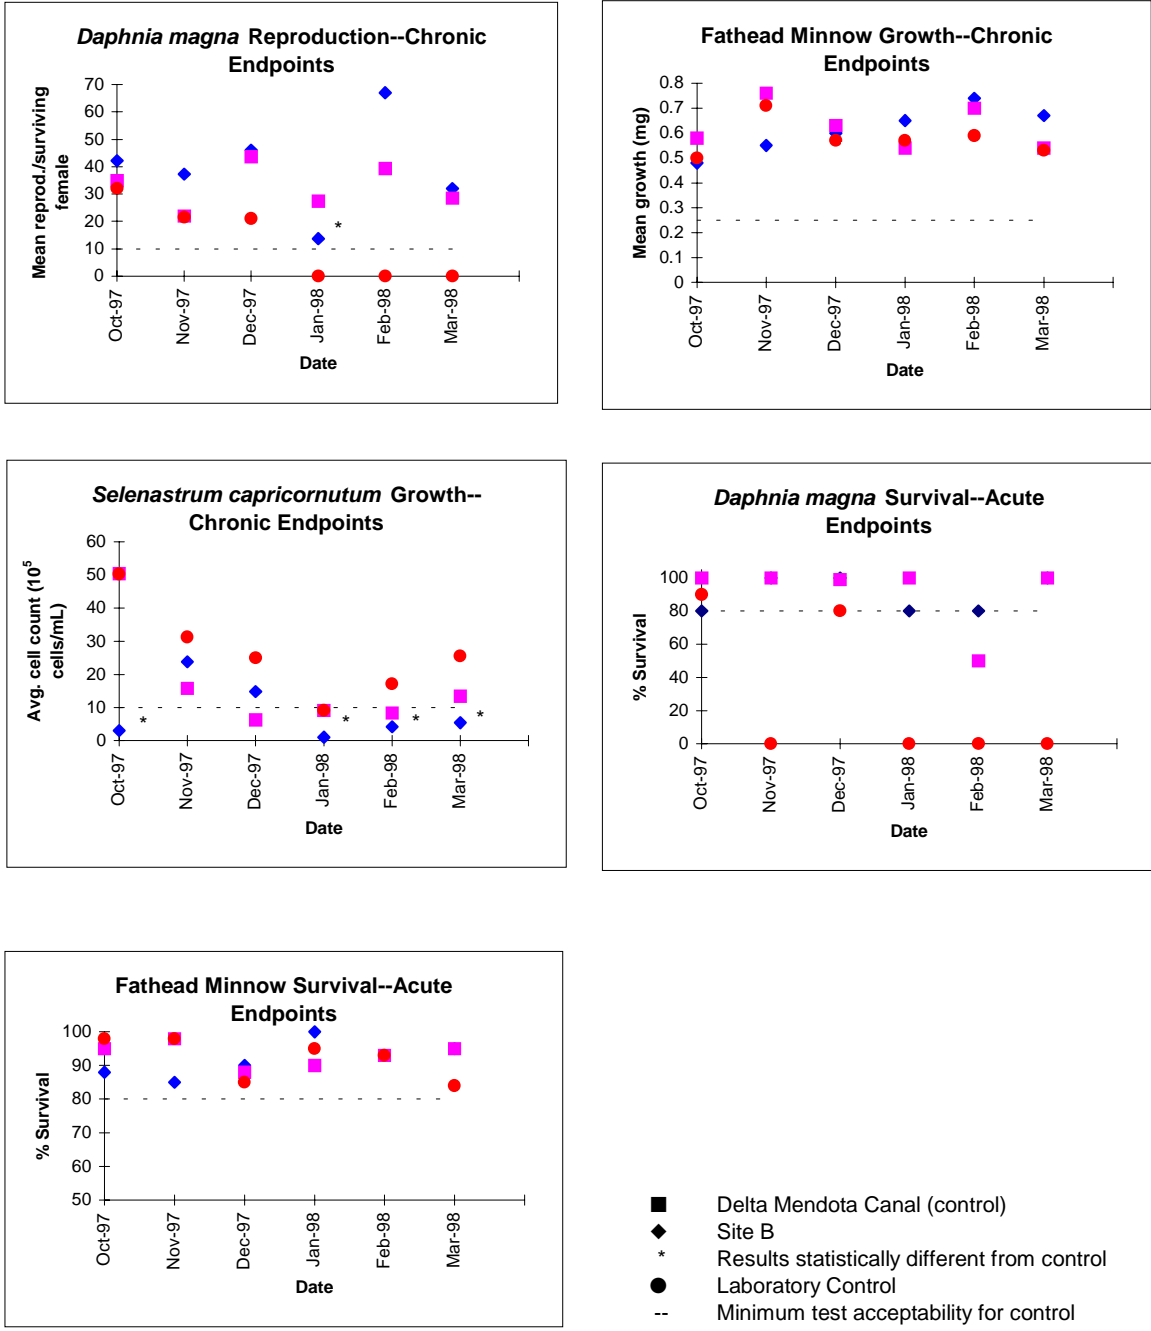 Daphnia magna Reproduction--Chronic
Endpoints
70
60
50
40
30
20
10
0
Mean reprod./surviving
female
*
Oct-97
Nov-97
Dec-97
Jan-98
Feb-98
Mar-98
Date
Fathead Minnow Growth--Chronic
Endpoints
0.8
0.7
0.6
0.5
0.4
0.3
0.2
0.1
0
Mean growth (mg)
Oct-97
Nov-97
Dec-97
Jan-98
Feb-98
Mar-98
Date
Selenastrum capricornutum Growth--
Chronic Endpoints
60
50
40
30
20
10
0
Avg. cell count (10⁵
cells/mL)
*
*
*
*
Oct-97
Nov-97
Dec-97
Jan-98
Feb-98
Mar-98
Date
Daphnia magna Survival--Acute
Endpoints
100
80
60
40
20
0
% Survival
Oct-97
Nov-97
Dec-97
Jan-98
Feb-98
Mar-98
Date
Fathead Minnow Survival--Acute
Endpoints
100
90
80
70
60
50
% Survival
Oct-97
Nov-97
Dec-97
Jan-98
Feb-98
Mar-98
Date
Delta Mendota Canal (control)
Site B
* Results statistically different from control
Laboratory Control
-- Minimum test acceptability for control